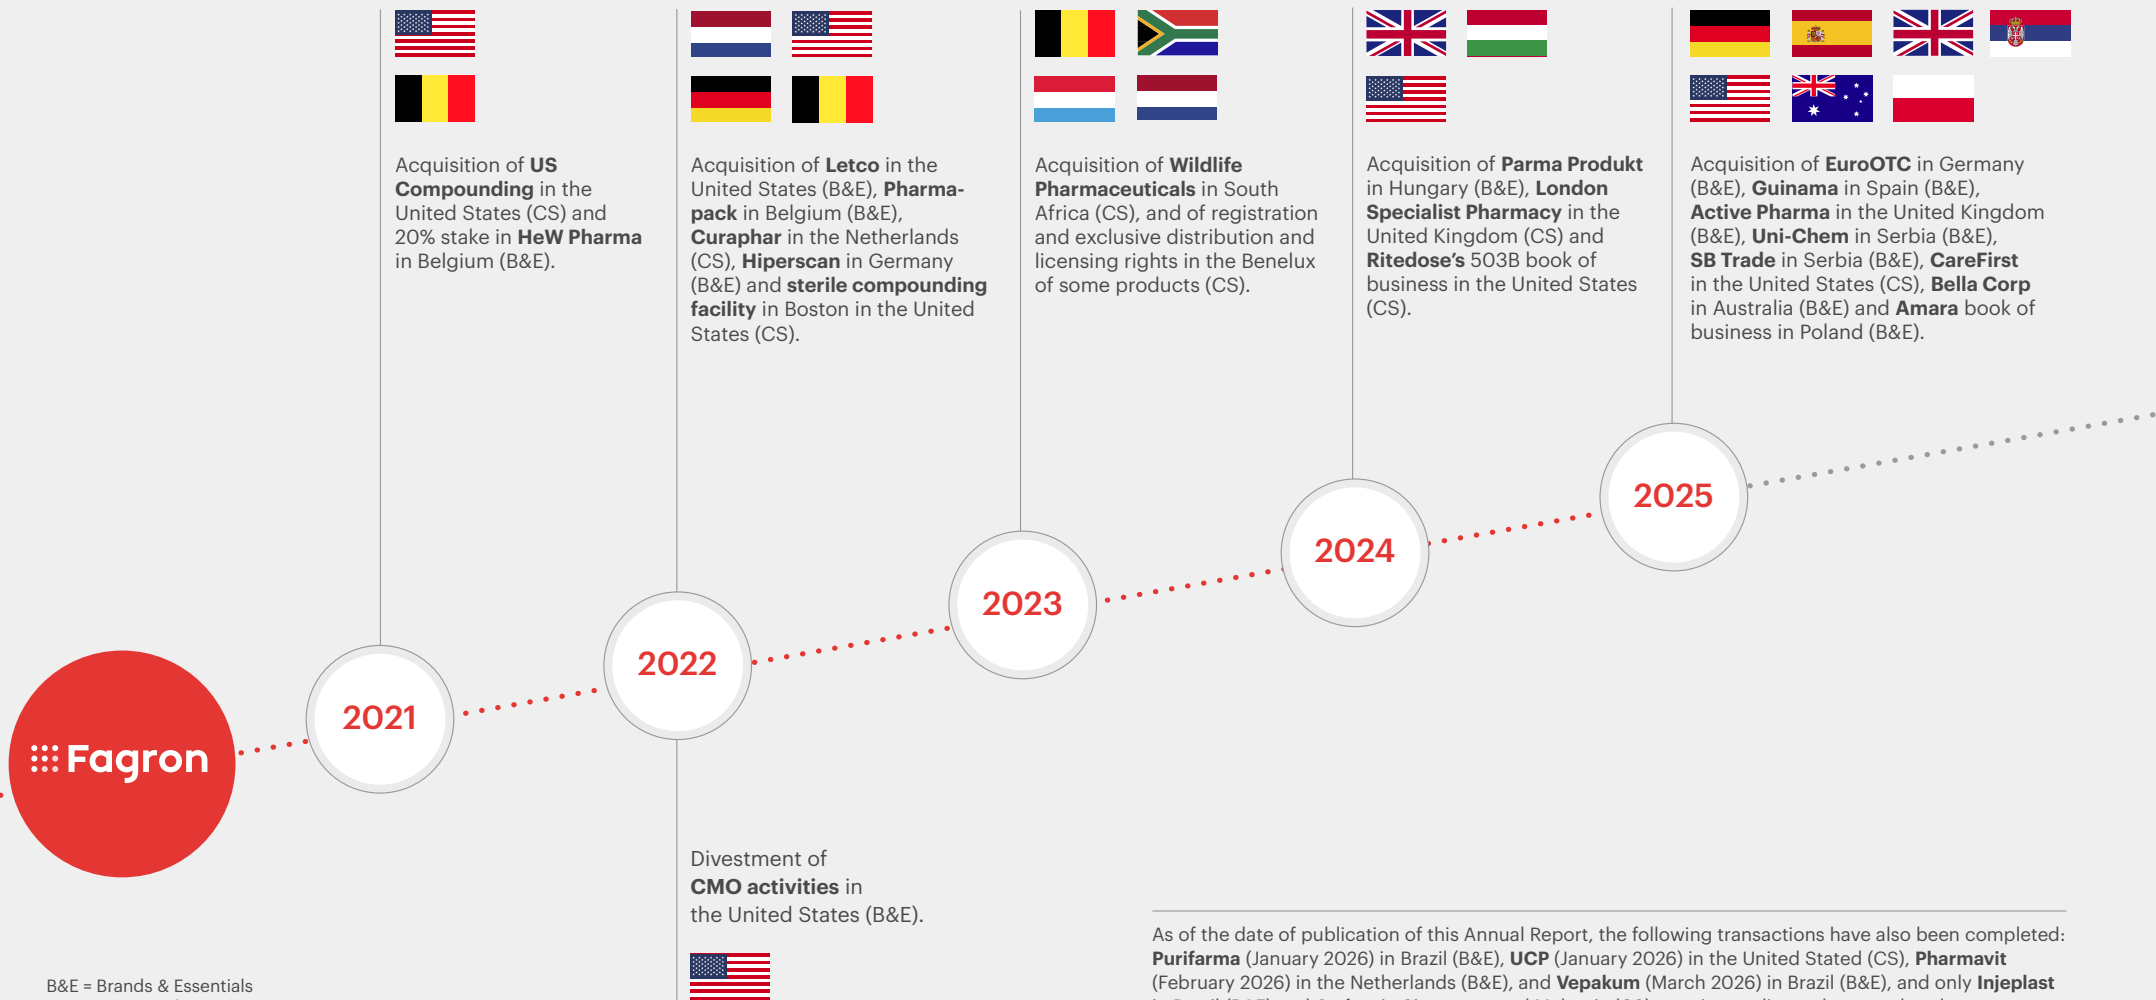 Acquisition of US
Compounding in the
United States (CS) and
20% stake in HeW Pharma
in Belgium (B&E).
Acquisition of Letco in the
United States (B&E), Pharma-
pack in Belgium (B&E),
Curaphar in the Netherlands
(CS), Hiperscan in Germany
(B&E) and sterile compounding
facility in Boston in the United
States (CS).
Acquisition of Wildlife
Pharmaceuticals in South
Africa (CS), and of registration
and exclusive distribution and
licensing rights in the Benelux
of some products (CS).
Acquisition of Parma Produkt
in Hungary (B&E), London
Specialist Pharmacy in the
United Kingdom (CS) and
Ritedose's 503B book of
business in the United States
(CS).
Acquisition of EuroOTC in Germany
(B&E), Guinama in Spain (B&E),
Active Pharma in the United Kingdom
(B&E), Uni-Chem in Serbia (B&E),
SB Trade in Serbia (B&E), CareFirst
in the United States (CS), Bella Corp
in Australia (B&E) and Amara book of
business in Poland (B&E).
Fagron
2021
2022
2023
2024
2025
Divestment of
CMO activities in
the United States (B&E).
B&E = Brands & Essentials
As of the date of publication of this Annual Report, the following transactions have also been completed:
Purifarma (January 2026) in Brazil (B&E), UCP (January 2026) in the United Stated (CS), Pharmavit
(February 2026) in the Netherlands (B&E), and Vepakum (March 2026) in Brazil (B&E), and only Injeplast